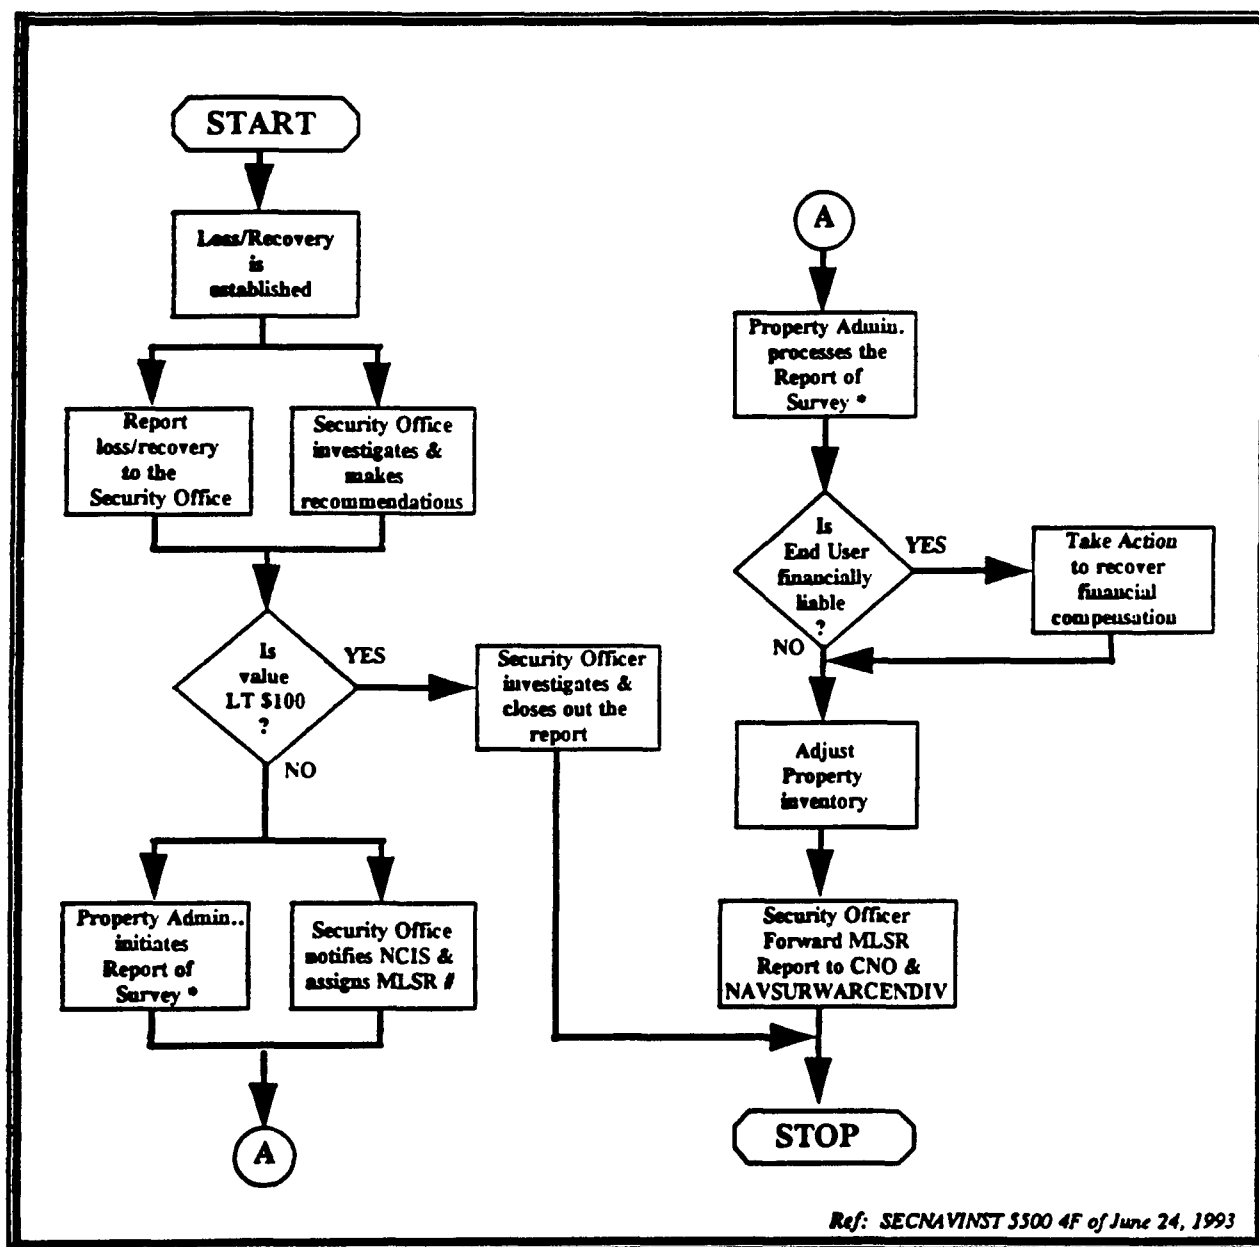 START
Loss/Recovery
is
established
Report
loss/recovery
to the
Security Office
Security Office
investigates &
makes
recommendations
Is
value
LT $100
?
YES
NO
Security Officer
investigates &
closes out the
report
Property Admin..
initiates
Report of
Survey *
Security Office
notifies NCIS &
assigns MLSR #
A
A
Property Admin.
processes the
Report of
Survey *
Is
End User
financially
liable
?
YES
NO
Take Action
to recover
financial
compensation
Adjust
Property
inventory
Security Officer
Forward MLSR
Report to CNO &
NAVSURWARCENDIV
STOP
Ref: SECNAVINST 5500 4F of June 24, 1993